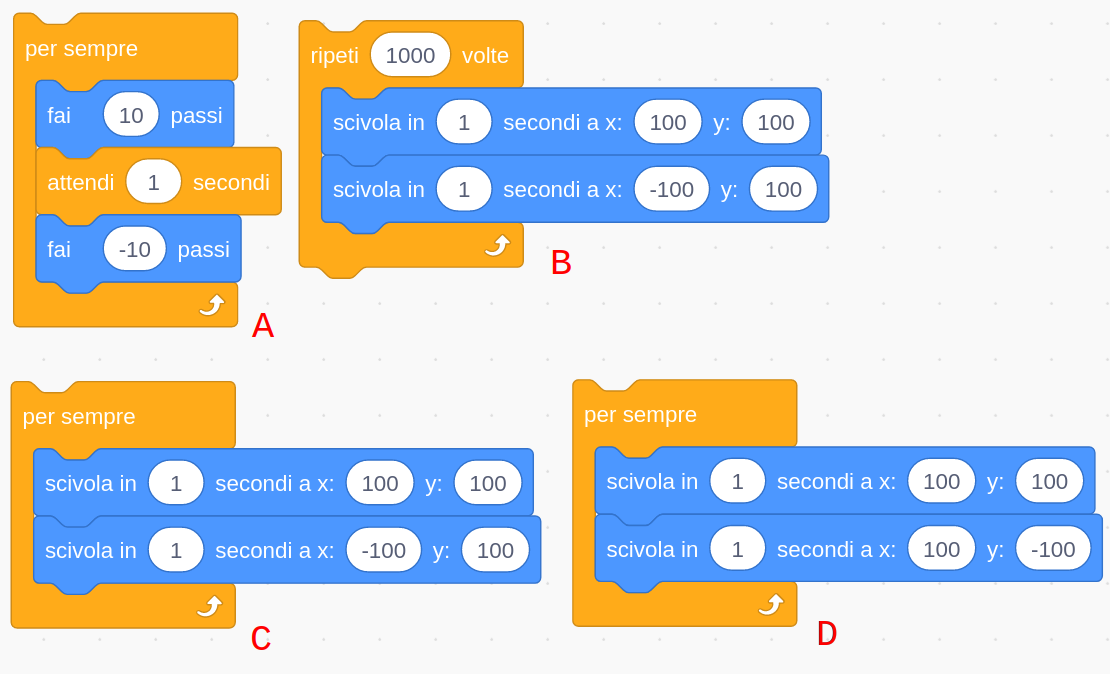 per sempre
fai 10 passi
attendi 1 secondi
fai -10 passi
A
ripeti 1000 volte
scivola in 1 secondi a x: 100 y: 100
scivola in 1 secondi a x: -100 y: 100
B
per sempre
scivola in 1 secondi a x: 100 y: 100
scivola in 1 secondi a x: -100 y: 100
C
per sempre
scivola in 1 secondi a x: 100 y: 100
scivola in 1 secondi a x: 100 y: -100
D